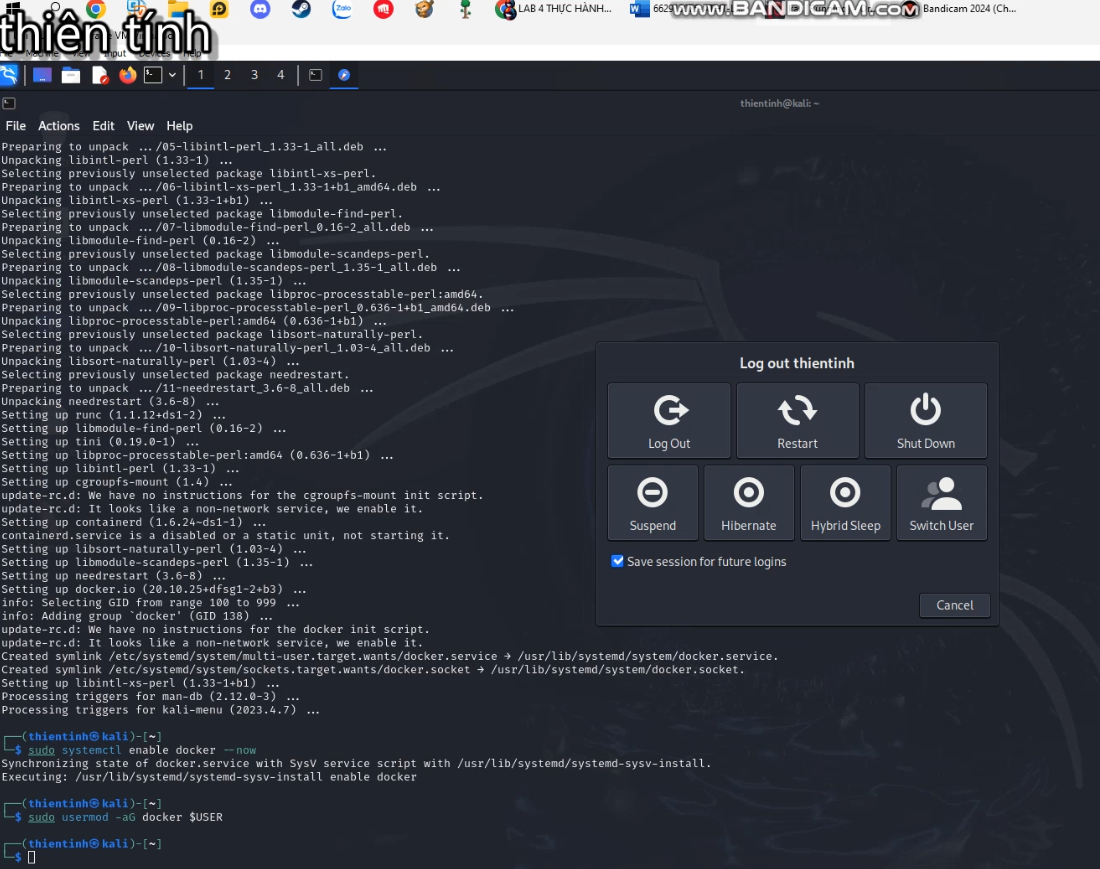 LAB 4 THỰC HÀNH...
www.BANDICAM.com
Bandicam 2024 (Ch...
thiên tính
Machine
Input
Devices
Help
1
2
3
4
thientinh@kali: ~
File Actions Edit View Help
Preparing to unpack .../05-libintl-perl_1.33-1_all.deb ...
Unpacking libintl-perl (1.33-1) ...
Selecting previously unselected package libintl-xs-perl.
Preparing to unpack .../06-libintl-xs-perl_1.33-1+b1_amd64.deb ...
Unpacking libintl-xs-perl (1.33-1+b1) ...
Selecting previously unselected package libmodule-find-perl.
Preparing to unpack .../07-libmodule-find-perl_0.16-2_all.deb ...
Unpacking libmodule-find-perl (0.16-2) ...
Selecting previously unselected package libmodule-scandeps-perl.
Preparing to unpack .../08-libmodule-scandeps-perl_1.35-1_all.deb ...
Unpacking libmodule-scandeps-perl (1.35-1) ...
Selecting previously unselected package libproc-processtable-perl:amd64.
Preparing to unpack .../09-libproc-processtable-perl_0.636-1+b1_amd64.deb ...
Unpacking libproc-processtable-perl:amd64 (0.636-1+b1) ...
Selecting previously unselected package libsort-naturally-perl.
Preparing to unpack .../10-libsort-naturally-perl_1.03-4_all.deb ...
Unpacking libsort-naturally-perl (1.03-4) ...
Selecting previously unselected package needrestart.
Preparing to unpack .../11-needrestart_3.6-8_all.deb ...
Unpacking needrestart (3.6-8) ...
Setting up runc (1.1.12+ds1-2) ...
Setting up libmodule-find-perl (0.16-2) ...
Setting up tini (0.19.0-1) ...
Setting up libproc-processtable-perl:amd64 (0.636-1+b1) ...
Setting up libintl-perl (1.33-1) ...
Setting up cgroupfs-mount (1.4) ...
update-rc.d: We have no instructions for the cgroupfs-mount init script.
update-rc.d: It looks like a non-network service, we enable it.
Setting up containerd (1.6.24~ds1-1) ...
containerd.service is a disabled or a static unit, not starting it.
Setting up libsort-naturally-perl (1.03-4) ...
Setting up libmodule-scandeps-perl (1.35-1) ...
Setting up needrestart (3.6-8) ...
Setting up docker.io (20.10.25+dfsg1-2+b3) ...
info: Selecting GID from range 100 to 999 ...
info: Adding group `docker' (GID 138) ...
update-rc.d: We have no instructions for the docker init script.
update-rc.d: It looks like a non-network service, we enable it.
Created symlink /etc/systemd/system/multi-user.target.wants/docker.service → /usr/lib/systemd/system/docker.service.
Created symlink /etc/systemd/system/sockets.target.wants/docker.socket → /usr/lib/systemd/system/docker.socket.
Setting up libintl-xs-perl (1.33-1+b1) ...
Processing triggers for man-db (2.12.0-3) ...
Processing triggers for kali-menu (2023.4.7) ...
┌──(thientinh㉿kali)-[~]
└─$ sudo systemctl enable docker --now
Synchronizing state of docker.service with SysV service script with /usr/lib/systemd/systemd-sysv-install.
Executing: /usr/lib/systemd/systemd-sysv-install enable docker
┌──(thientinh㉿kali)-[~]
└─$ sudo usermod -aG docker $USER
┌──(thientinh㉿kali)-[~]
└─$
Log out thientinh
Log Out
Restart
Shut Down
Suspend
Hibernate
Hybrid Sleep
Switch User
Save session for future logins
Cancel